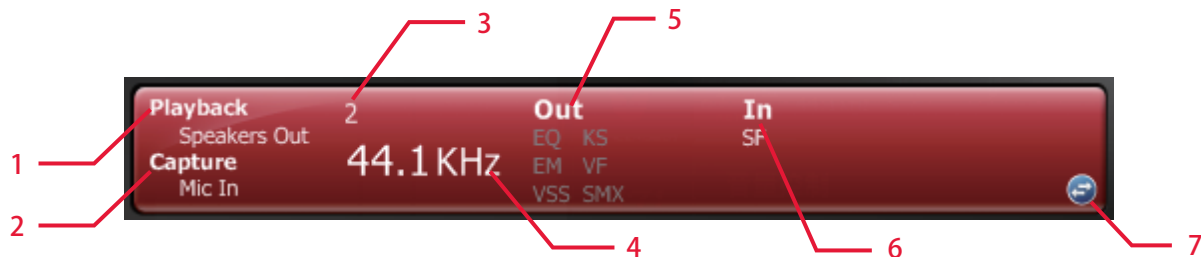 3
5
Playback
2
Out
In
Speakers Out
EQ KS
SF
1
Capture
44.1 KHz
EM VF
Mic In
VSS SMX
2
4
6
7